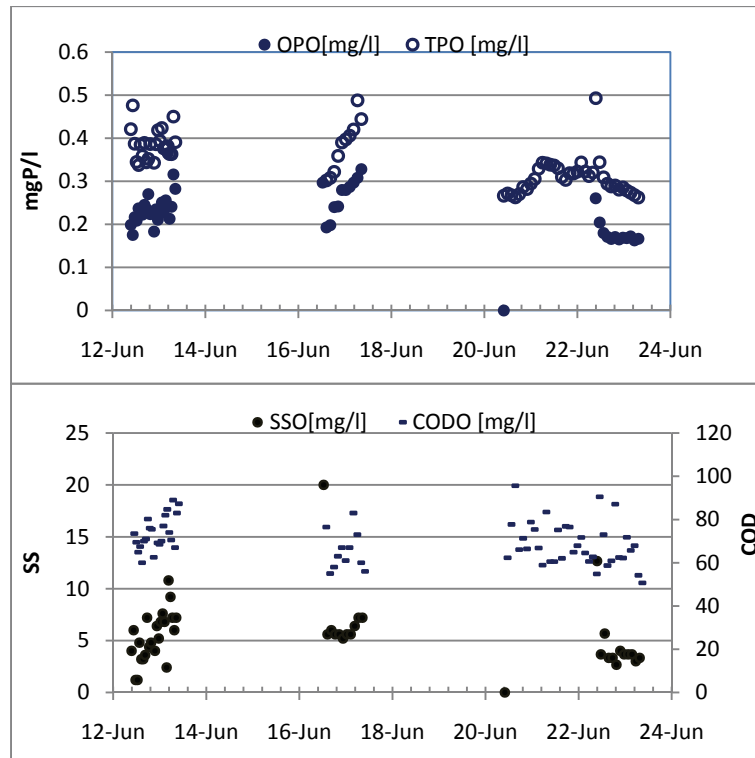 OPO[mg/l] TPO [mg/l]
0.6
0.5
0.4
0.3
0.2
0.1
0
mgP/l
12-Jun 14-Jun 16-Jun 18-Jun 20-Jun 22-Jun 24-Jun
SSO[mg/l] CODO [mg/l]
25
20
15
10
5
0
SS
120
100
80
60
40
20
0
COD
12-Jun 14-Jun 16-Jun 18-Jun 20-Jun 22-Jun 24-Jun